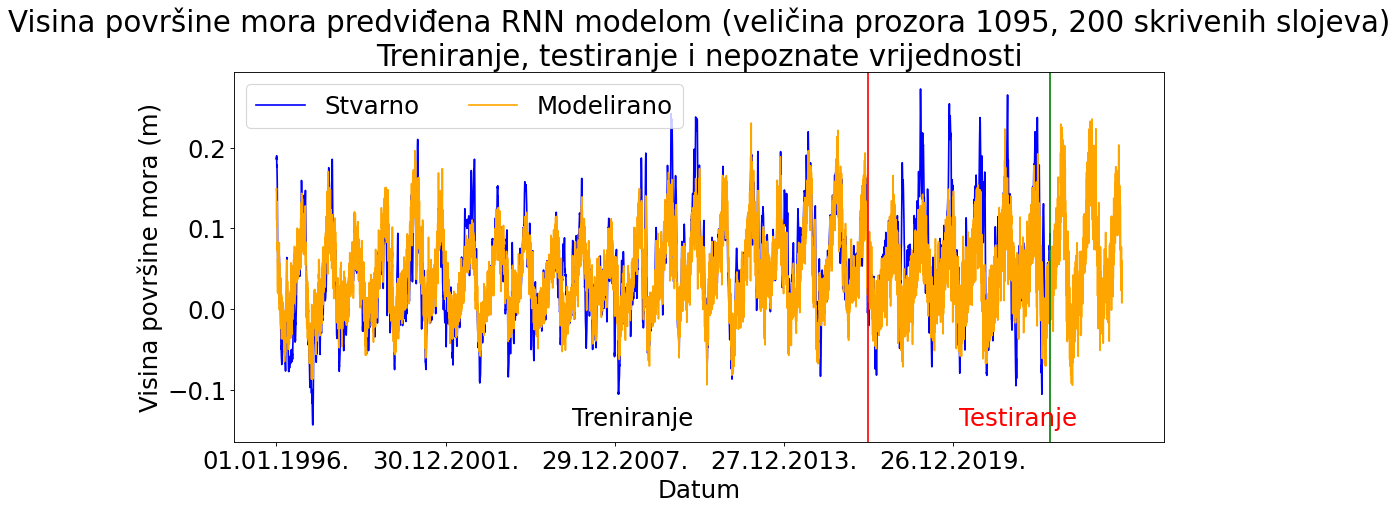 Visina površine mora predviđena RNN modelom (veličina prozora 1095, 200 skrivenih slojeva)
Treniranje, testiranje i nepoznate vrijednosti
Stvarno
Modelirano
Visina površine mora (m)
0.2
0.1
0.0
−0.1
Treniranje
Testiranje
01.01.1996.
30.12.2001.
29.12.2007.
27.12.2013.
26.12.2019.
Datum